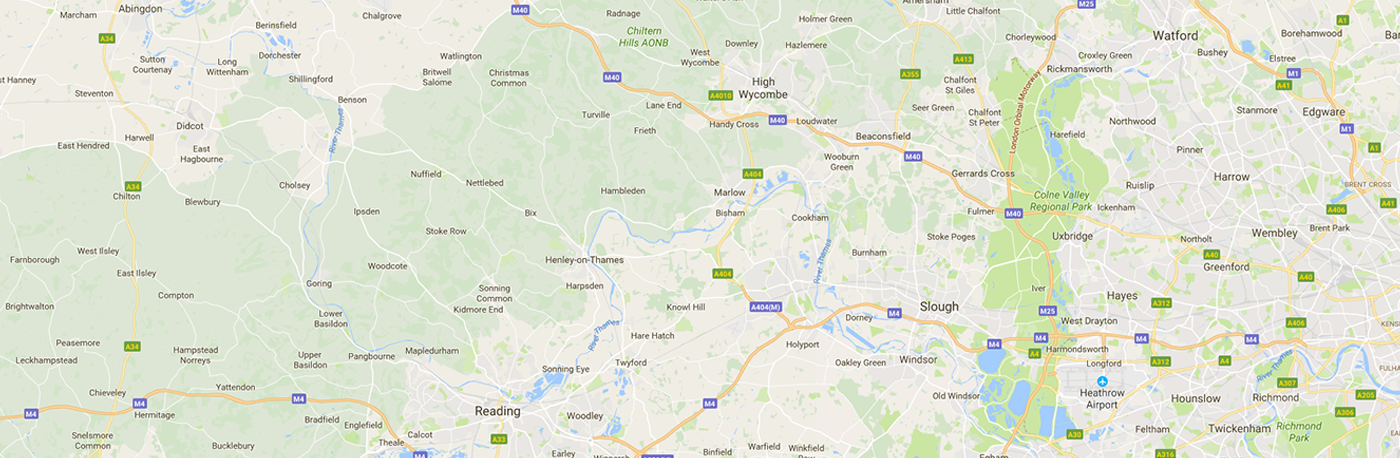 Marcham
Abingdon
Berinsfield
Chalgrove
M40
Radnage
Holmer Green
Little Chalfont
M25
A1
A34
Sutton
Courtenay
Long
Wittenham
Dorchester
Watlington
Chiltern
Hills AONB
West
Wycombe
Downley
Hazlemere
Chorleywood
Watford
Bushey
Borehamwood
Steventon
Shillingford
Britwell
Salome
Christmas
Common
M40
High
Wycombe
A355
A413
Chalfont
St Giles
Croxley Green
Rickmansworth
Elstree
M1
A41
Benson
A4010
Lane End
Seer Green
Chalfont
St Peter
London Orbital Motorway
Stanmore
Edgware
Didcot
River Thames
Turville
Frieth
Handy Cross
M40
Loudwater
Beaconsfield
Northwood
M1
Harwell
East Hendred
East
Hagbourne
Harefield
Pinner
A1
Wooburn
Green
M40
Gerrards Cross
Harrow
Ruislip
BRENT CROSS
A34
Chilton
Cholsey
Nuffield
Nettlebed
Hambleden
A404
Marlow
Colne Valley
Regional Park
Ickenham
A406
A41
Blewbury
Ipsden
Bix
Bisham
Cookham
Fulmer
M40
Stoke Row
Stoke Poges
Uxbridge
Wembley
Brent Park
West Ilsley
Farnborough
East Ilsley
Woodcote
Henley-on-Thames
River Thames
Burnham
Northolt
A40
Greenford
A404
A40
Compton
Goring
Sonning
Common
Harpsden
Iver
Hayes
A312
Brightwalton
Kidmore End
Knowl Hill
A404(M)
Slough
M25
Lower
Basildon
Dorney
M4
West Drayton
A406
Peasemore
A34
Hampstead
Norreys
Upper
Basildon
Pangbourne
Mapledurham
River Thames
Hare Hatch
Holyport
M4
M4
M4
M4
Leckhampstead
Twyford
Oakley Green
Windsor
A4
Harmondsworth
Longford
A312
A4
River Thames
Sonning Eye
Heathrow
Airport
A307
Chieveley
Yattendon
M4
M4
M4
Hermitage
Reading
Woodley
M4
Old Windsor
Hounslow
Richmond
A205
A306
Snelsmore
Common
Bradfield
Englefield
Calcot
A33
Feltham
Twickenham
Richmond
Park
A30
Bucklebury
Theale
M4
Earley
Binfield
Warfield
A316